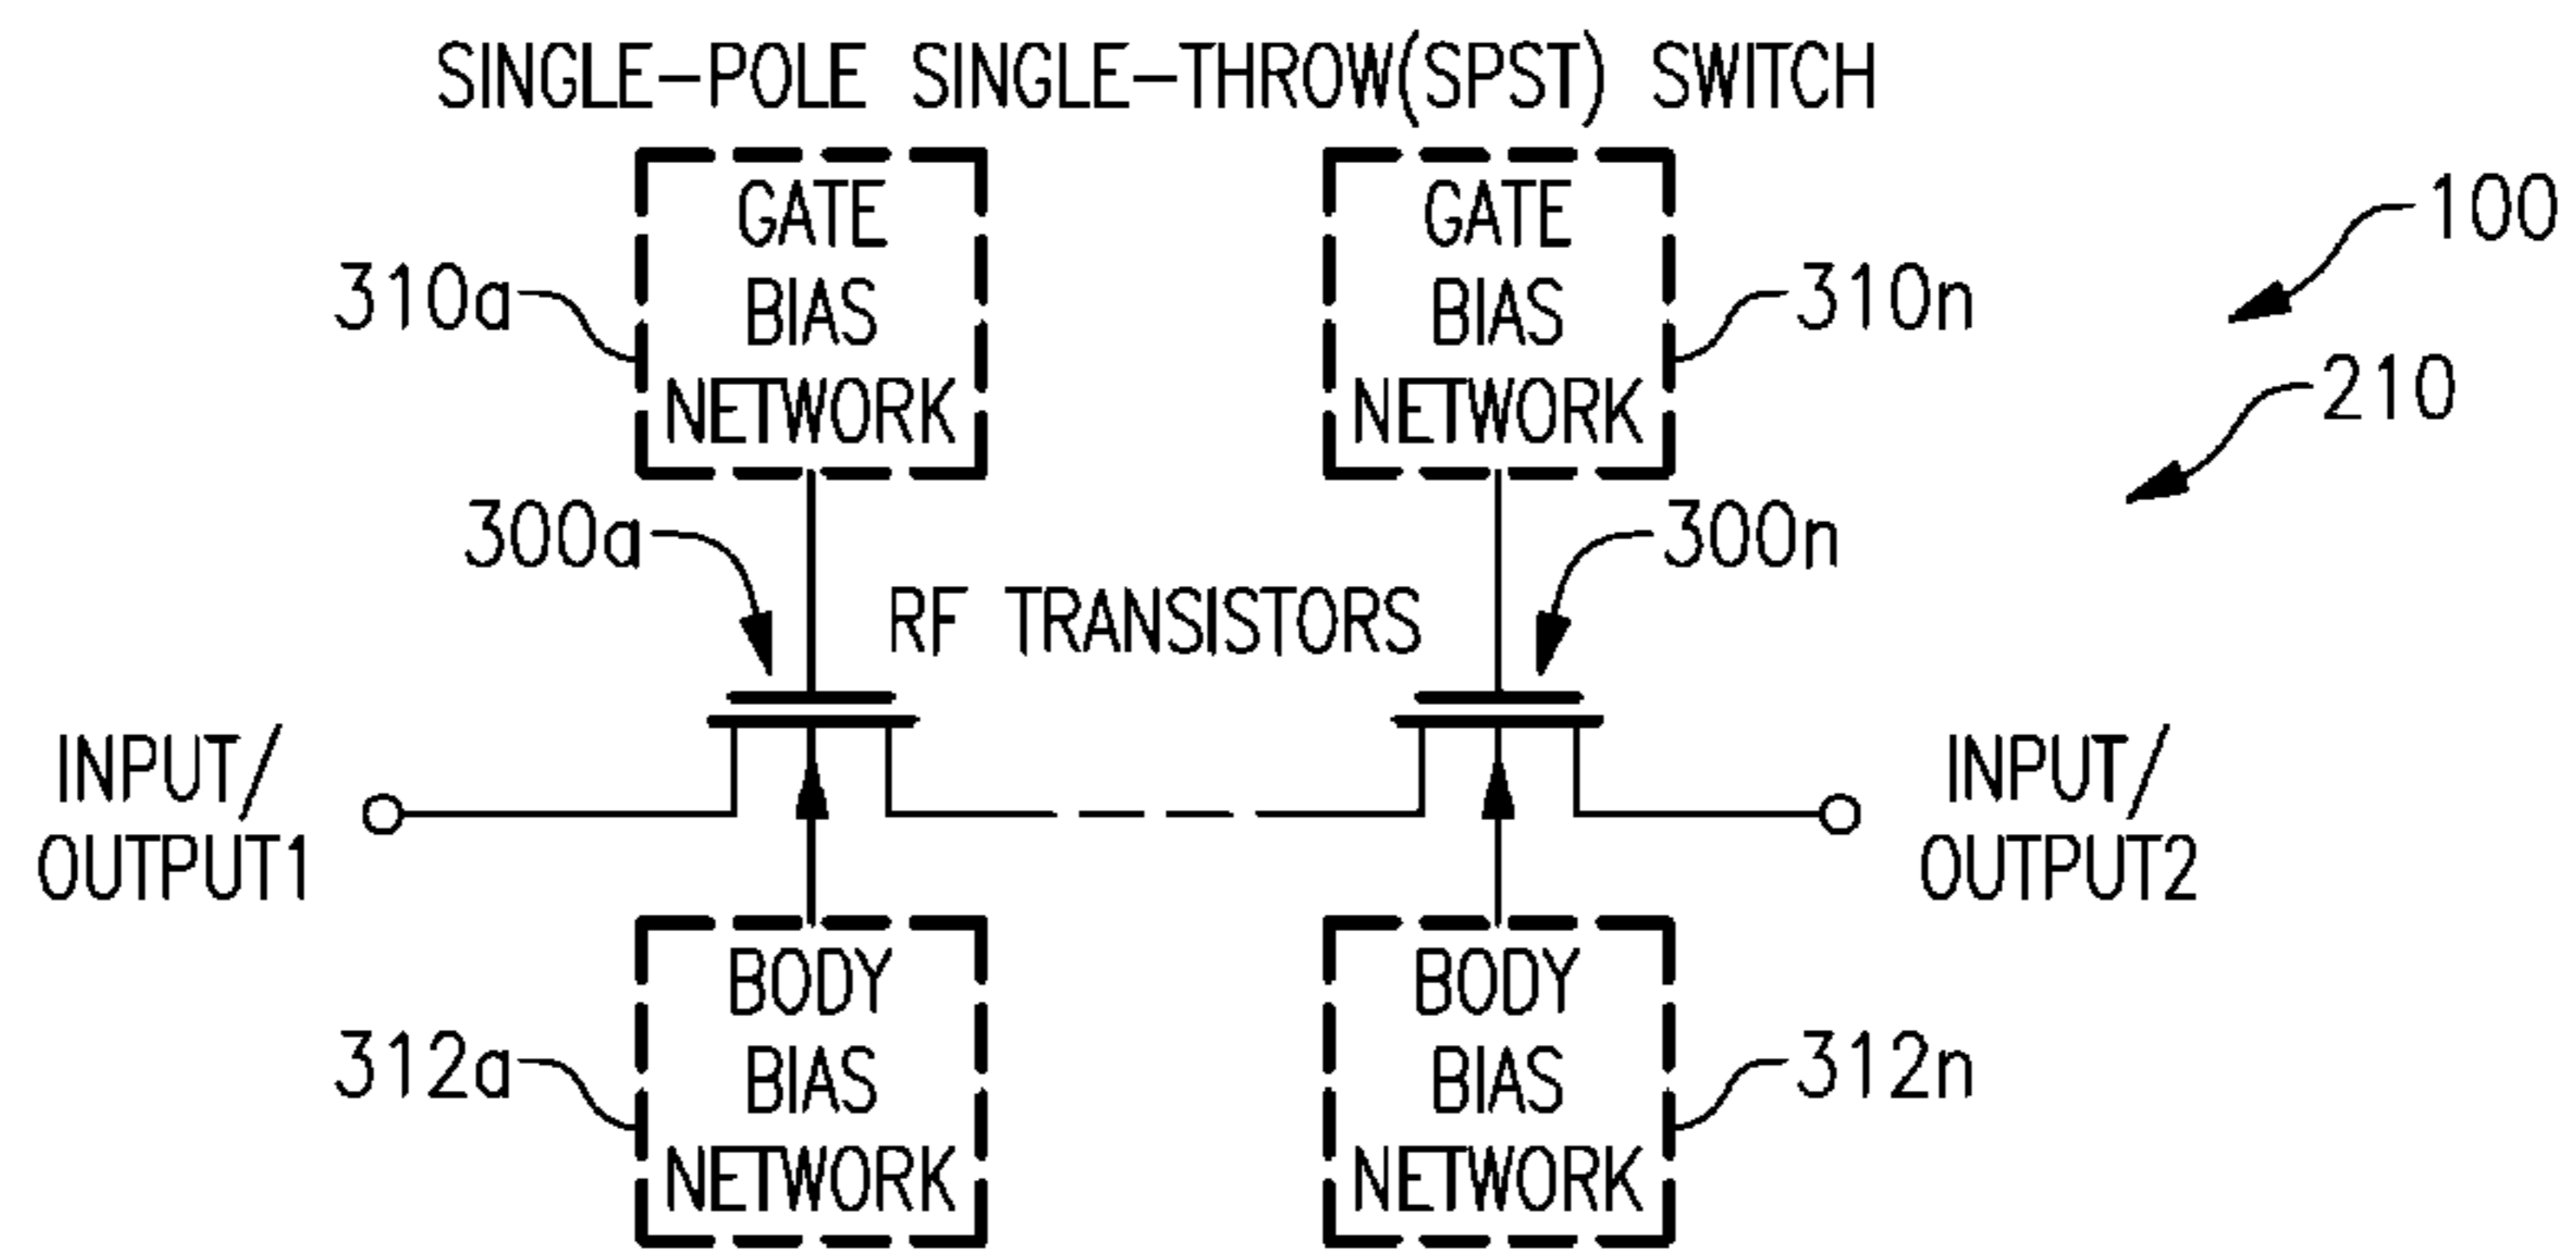 SINGLE-POLE SINGLE-THROW(SPST) SWITCH
GATE
BIAS
NETWORK
310a
GATE
BIAS
NETWORK
310n
100
210
300a
RF TRANSISTORS
300n
INPUT/
OUTPUT1
INPUT/
OUTPUT2
BODY
BIAS
NETWORK
312a
BODY
BIAS
NETWORK
312n